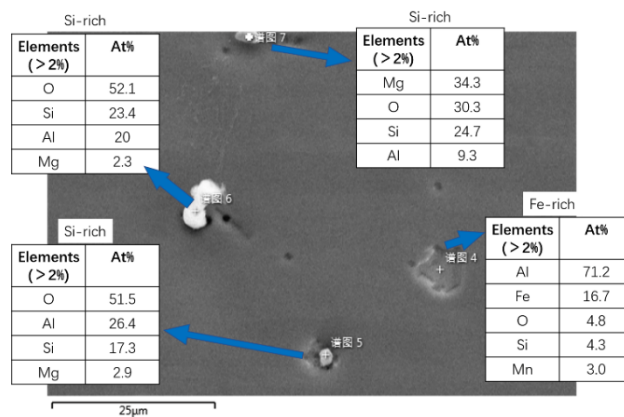 Si-rich
Elements (>2%) At%
O 52.1
Si 23.4
Al 20
Mg 2.3
Si-rich
Elements (>2%) At%
Mg 34.3
O 30.3
Si 24.7
Al 9.3
谱图 7
谱图 6
Fe-rich
Elements (>2%) At%
Al 71.2
Fe 16.7
O 4.8
Si 4.3
Mn 3.0
谱图 4
Si-rich
Elements (>2%) At%
O 51.5
Al 26.4
Si 17.3
Mg 2.9
谱图 5
25μm